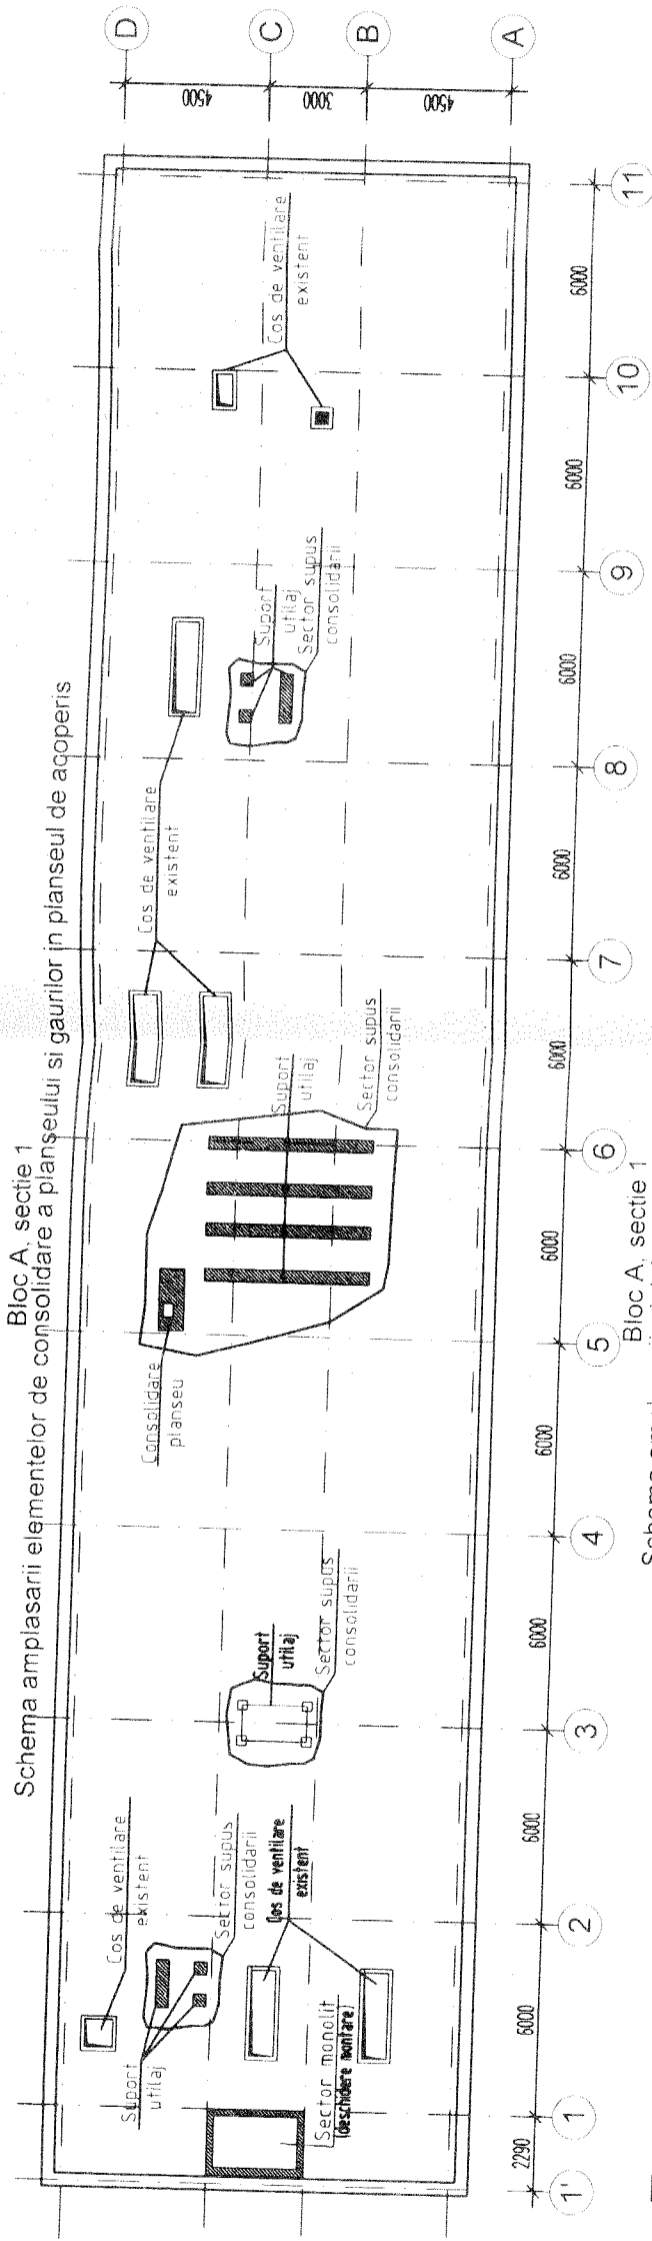 Bloc A, sectie 1
Schema amplasarii elementelor de consolidare a planseului si gaurilor in planseul de acoperis
Cos de ventilare
existent
Suport
utilaj
Sector supus
consolidarii
Cos de ventilare
existent
Sector monolit
(deschidere montare)
Suport
utilaj
Sector supus
consolidarii
Consolidare
planseu
Suport
utilaj
Sector supus
consolidarii
Cos de ventilare
existent
Suport
utilaj
Sector supus
consolidarii
Cos de ventilare
existent
D
C
B
A
4500
3000
4500
2290
6000
6000
6000
6000
6000
6000
6000
6000
6000
6000
1'
1
2
3
4
5
6
7
8
9
10
11
Bloc A, sectie 1